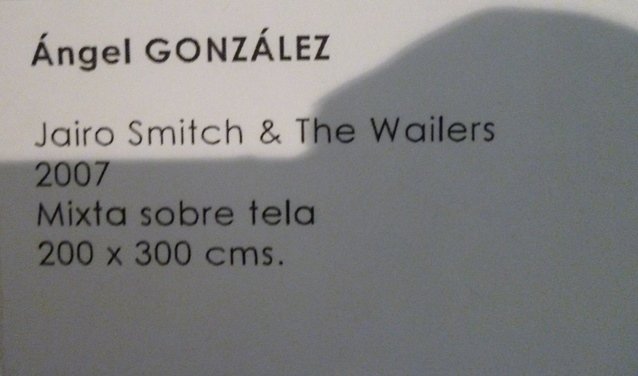 Ángel GONZÁLEZ
Jairo Smitch & The Wailers
2007
Mixta sobre tela
200 x 300 cms.